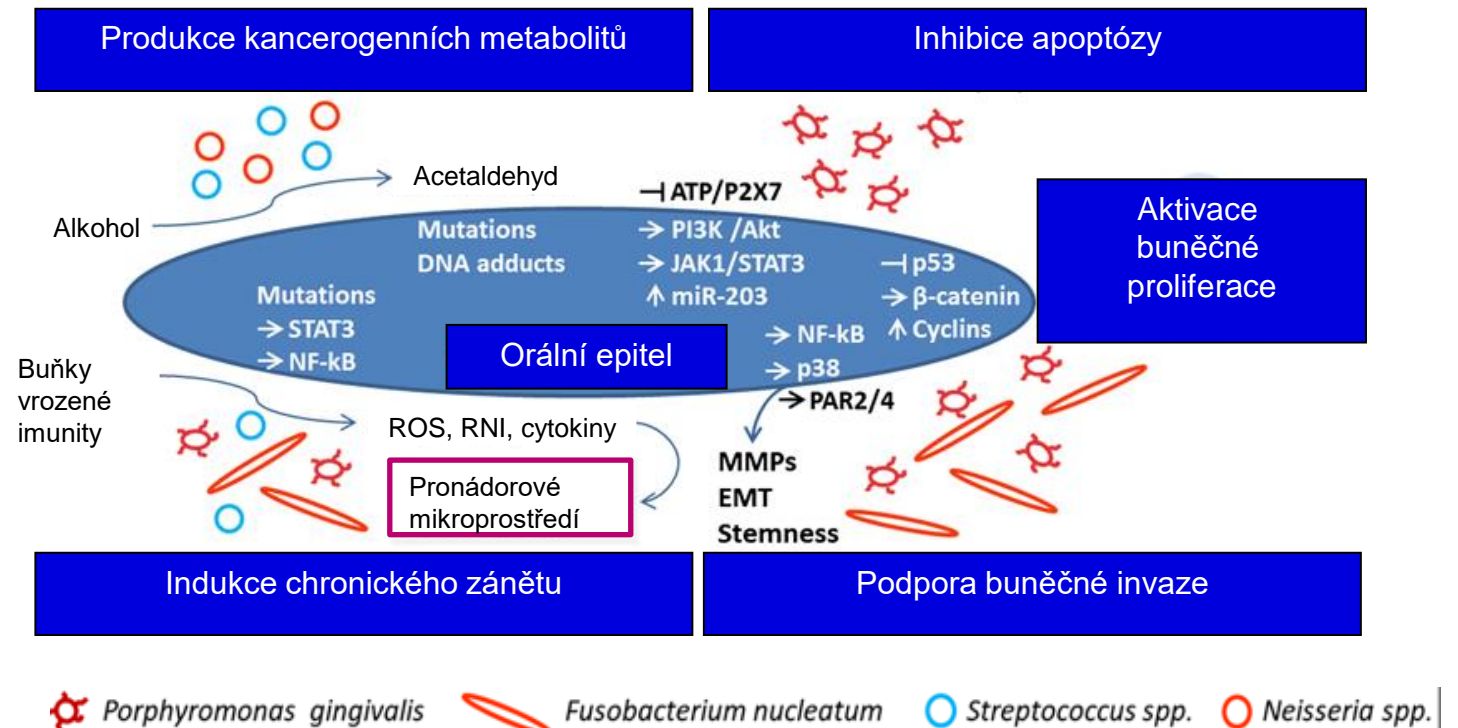 Produkce kancerogenních metabolitů
Inhibice apoptózy
Acetaldehyd
Alkohol
⊣ ATP/P2X7
Mutations
DNA adducts
→ PI3K /Akt
→ JAK1/STAT3
↑ miR-203
⊣ p53
→ β-catenin
↑ Cyclins
Aktivace
buněčné
proliferace
Mutations
→ STAT3
→ NF-kB
Orální epitel
→ NF-kB
→ p38
→ PAR2/4
Buňky
vrozené
imunity
ROS, RNI, cytokiny
Pronádorové
mikroprostředí
MMPs
EMT
Stemness
Indukce chronického zánětu
Podpora buněčné invaze
Porphyromonas gingivalis
Fusobacterium nucleatum
Streptococcus spp.
Neisseria spp.